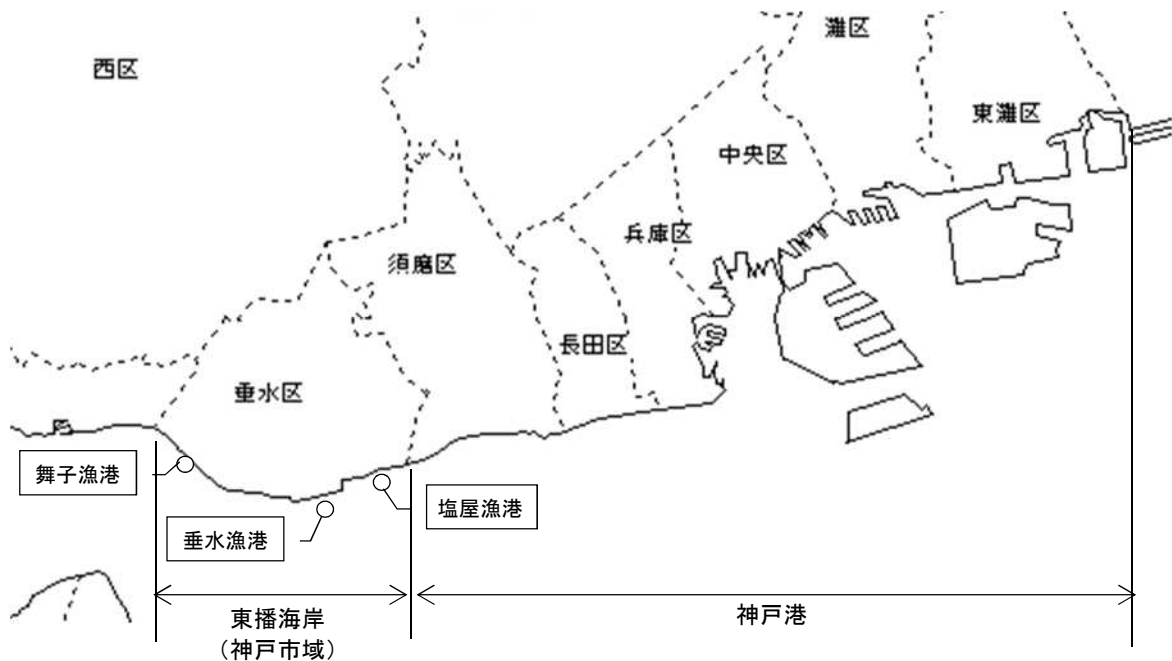 灘区
西区
東灘区
中央区
兵庫区
須磨区
長田区
垂水区
舞子漁港
塩屋漁港
垂水漁港
東播海岸
（神戸市域）
神戸港